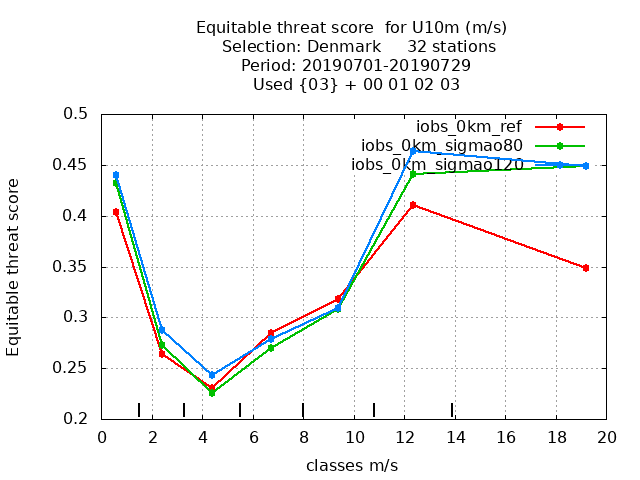 Equitable threat score  for U10m (m/s)
Selection: Denmark     32 stations
Period: 20190701-20190729
Used {03} + 00 01 02 03
iobs_0km_ref
iobs_0km_sigmao80
iobs_0km_sigmao120
Equitable threat score
0.5
0.45
0.4
0.35
0.3
0.25
0.2
0 2 4 6 8 10 12 14 16 18 20
classes m/s